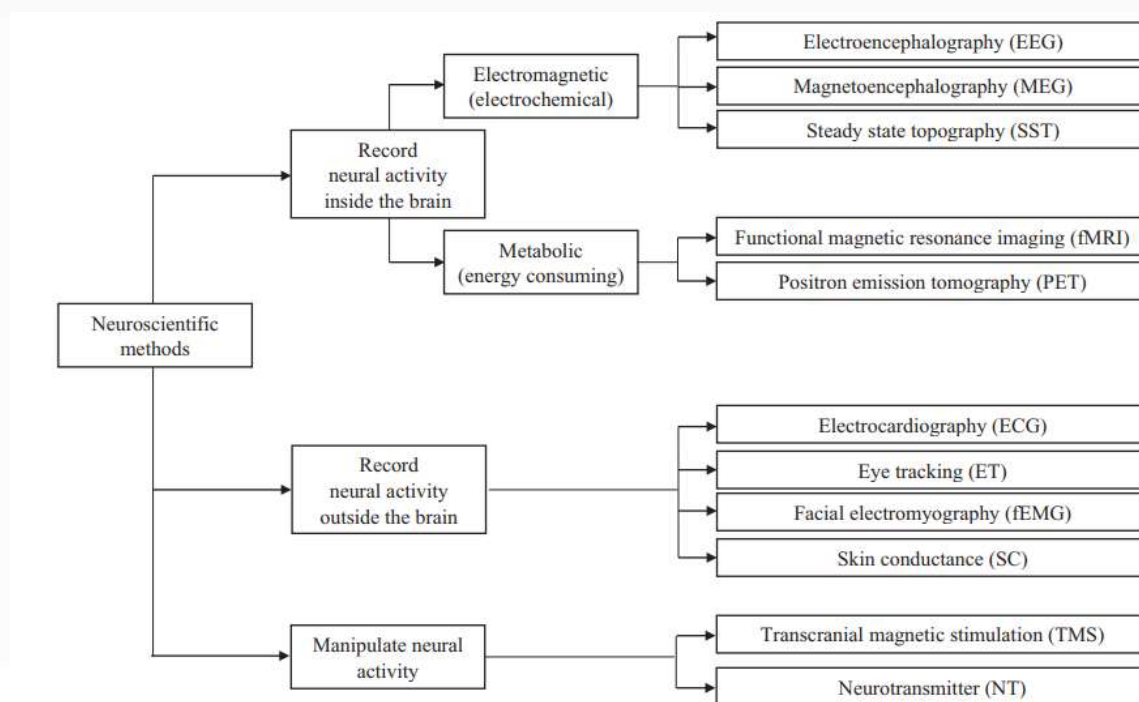 Electroencephalography (EEG)
Electromagnetic
(electrochemical)
Magnetoencephalography (MEG)
Steady state topography (SST)
Record
neural activity
inside the brain
Functional magnetic resonance imaging (fMRI)
Metabolic
(energy consuming)
Positron emission tomography (PET)
Neuroscientific
methods
Electrocardiography (ECG)
Record
neural activity
outside the brain
Eye tracking (ET)
Facial electromyography (fEMG)
Skin conductance (SC)
Manipulate neural
activity
Transcranial magnetic stimulation (TMS)
Neurotransmitter (NT)